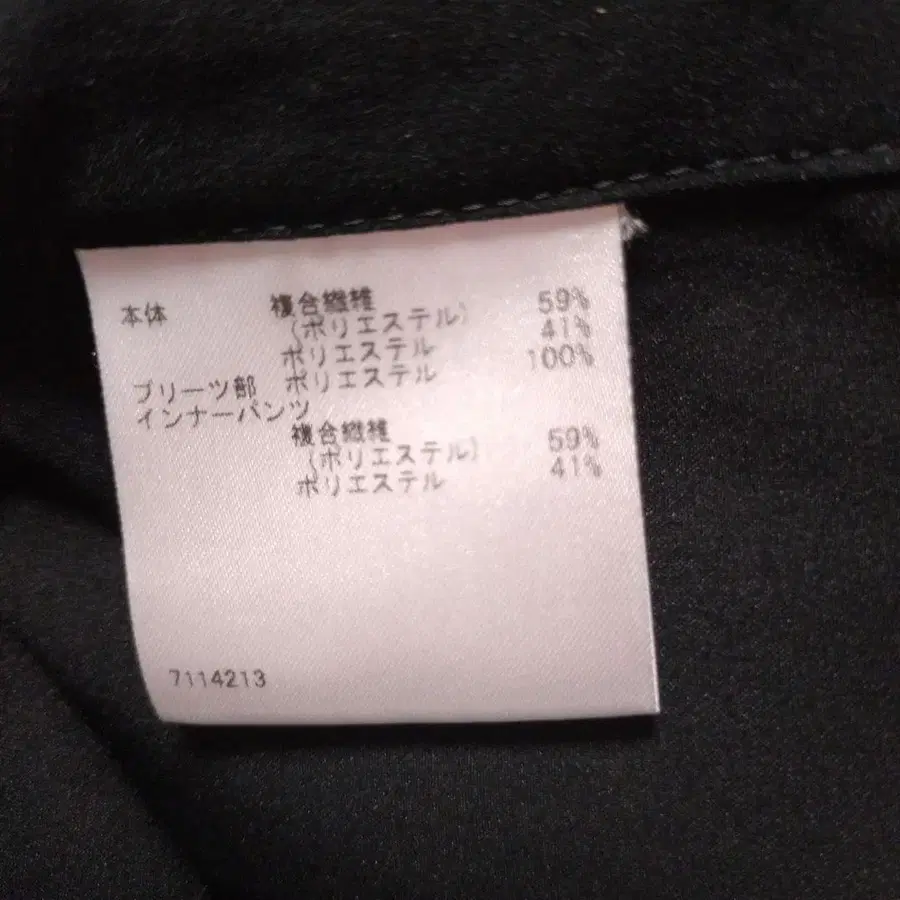 本体 複合繊維 59%
(ポリエステル)
ポリエステル 41%
プリーツ部 ポリエステル 100%
インナーパンツ
複合繊維 59%
(ポリエステル)
ポリエステル 41%
7114213